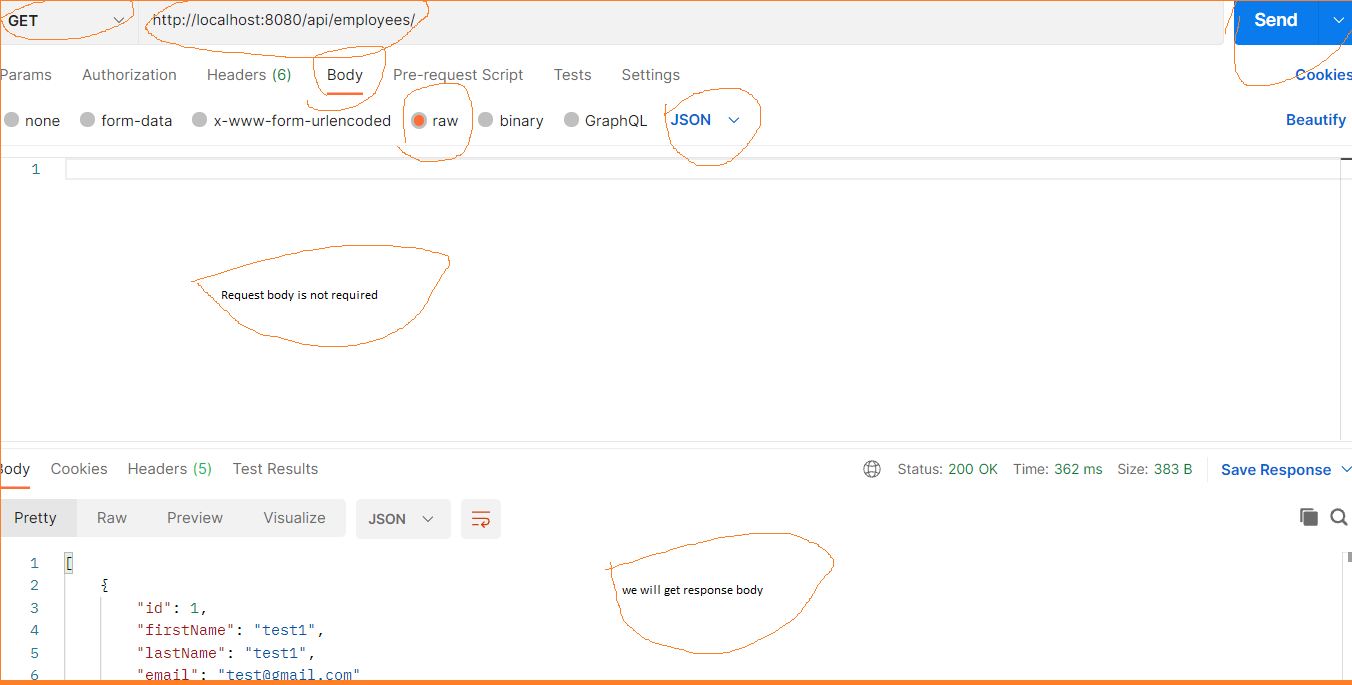 GET http://localhost:8080/api/employees/ Send
Params Authorization Headers (6) Body Pre-request Script Tests Settings Cookies
none form-data x-www-form-urlencoded raw binary GraphQL JSON Beautify
1
Request body is not required
Body Cookies Headers (5) Test Results Status: 200 OK Time: 362 ms Size: 383 B Save Response
Pretty Raw Preview Visualize JSON
1 [
2 {
we will get response body
3 "id": 1,
4 "firstName": "test1",
5 "lastName": "test1",
6 "email": "test@gmail.com"